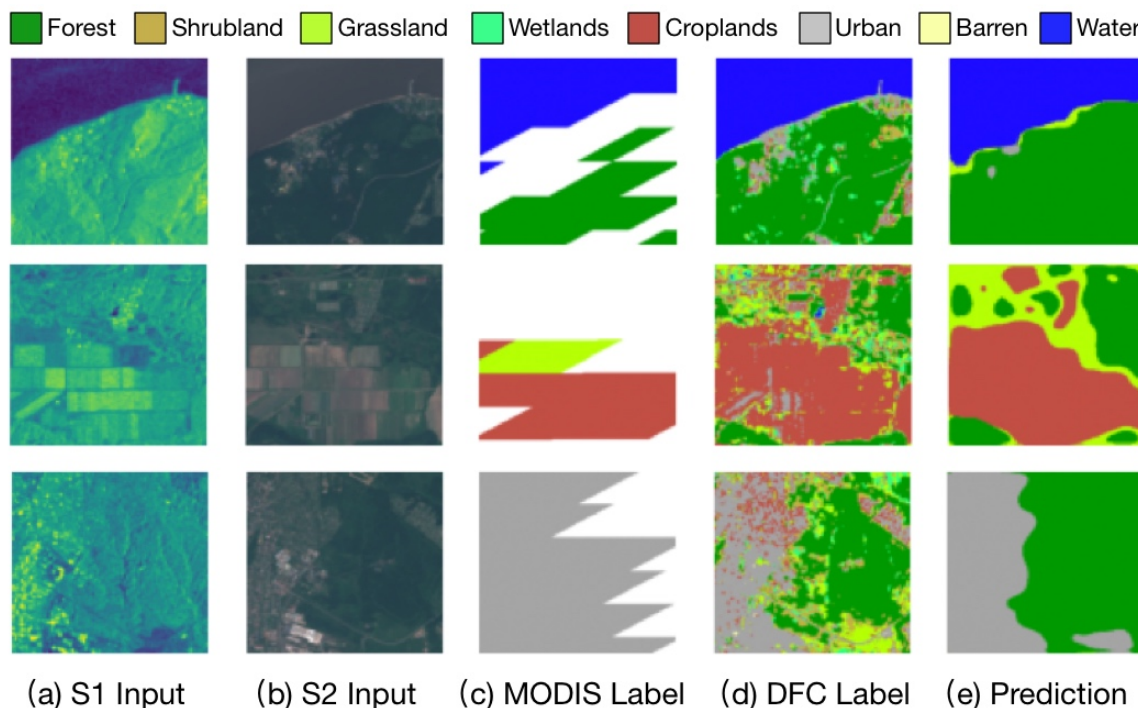 Forest Shrubland Grassland Wetlands Croplands Urban Barren Water
(a) S1 Input (b) S2 Input (c) MODIS Label (d) DFC Label (e) Prediction